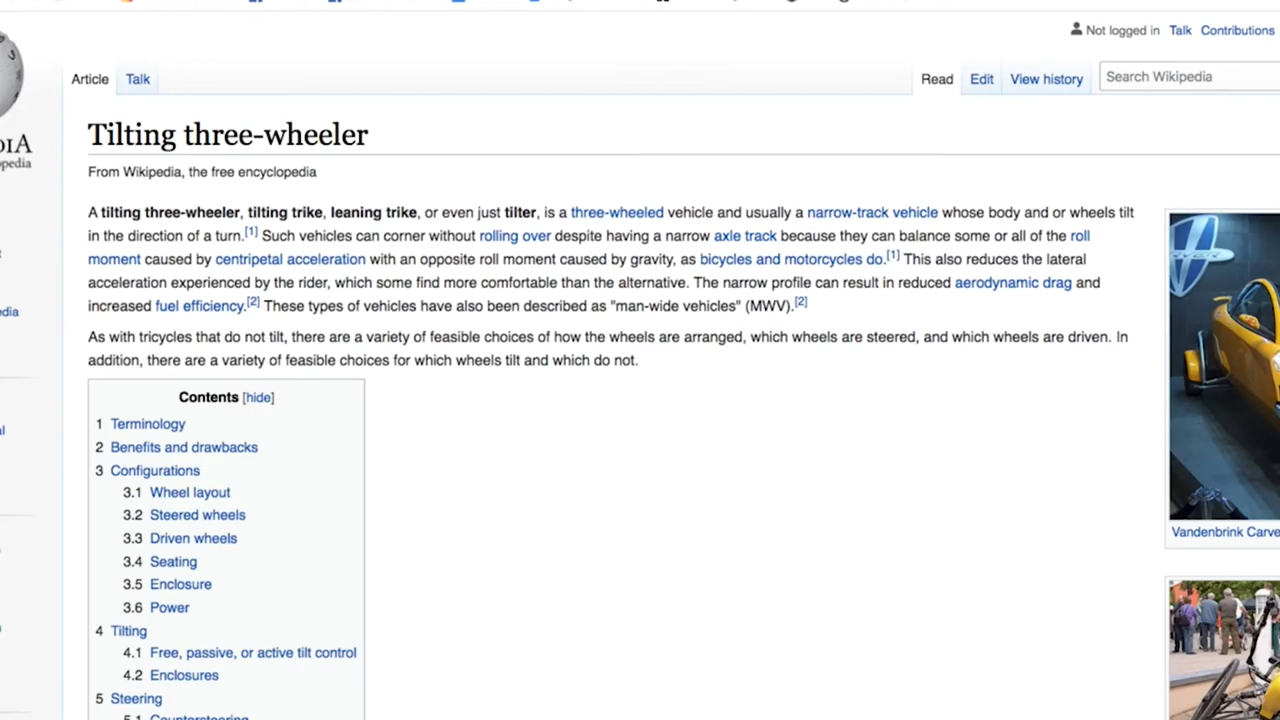 Not logged in Talk Contributions
Article Talk Read Edit View history Search Wikipedia
Tilting three-wheeler
From Wikipedia, the free encyclopedia
A tilting three-wheeler, tilting trike, leaning trike, or even just tilter, is a three-wheeled vehicle and usually a narrow-track vehicle whose body and or wheels tilt
in the direction of a turn.[1] Such vehicles can corner without rolling over despite having a narrow axle track because they can balance some or all of the roll
moment caused by centripetal acceleration with an opposite roll moment caused by gravity, as bicycles and motorcycles do.[1] This also reduces the lateral
acceleration experienced by the rider, which some find more comfortable than the alternative. The narrow profile can result in reduced aerodynamic drag and
increased fuel efficiency.[2] These types of vehicles have also been described as "man-wide vehicles" (MWV).[2]
As with tricycles that do not tilt, there are a variety of feasible choices of how the wheels are arranged, which wheels are steered, and which wheels are driven. In
addition, there are a variety of feasible choices for which wheels tilt and which do not.
Contents [hide]
1 Terminology
2 Benefits and drawbacks
3 Configurations
3.1 Wheel layout
3.2 Steered wheels
3.3 Driven wheels
3.4 Seating
3.5 Enclosure
3.6 Power
4 Tilting
4.1 Free, passive, or active tilt control
4.2 Enclosures
5 Steering
5.1 Countersteering
Vandenbrink Carve